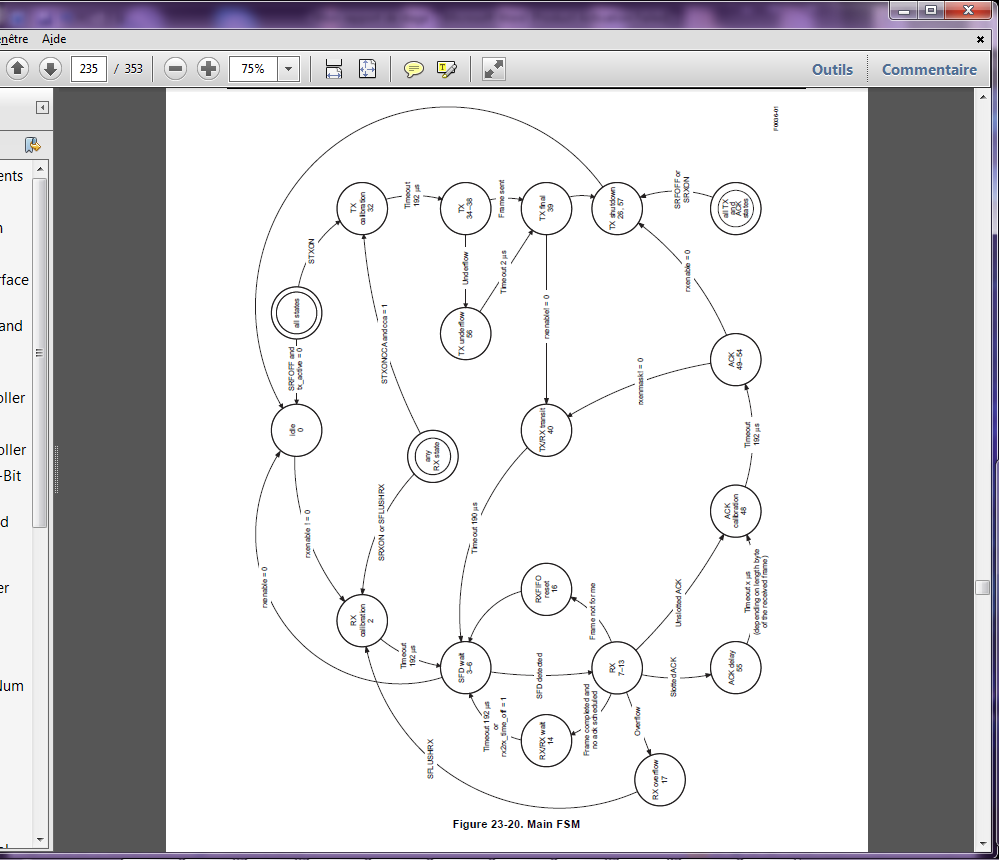 nêtre Aide
235 / 353
75%
Outils
Commentaire
ents
n
face
and
oller
oller
-Bit
d
er
Num
F0036-01
TX
calibration
32
Timeout
192 µs
TX
34–38
Frame sent
TX final
39
TX shutdown
26, 57
SRFOFF or
SRXON
all TX
and
ACK
states
STXON
all states
Underflow
TX underflow
56
Timeout 2 µs
rxenable! = 0
rxenable = 0
SRFOFF and
tx_active = 0
STXONCCA and cca = 1
idle
0
any
RX state
TX/RX transit
40
rxenmask! = 0
ACK
49–54
Timeout
192 µs
rxenable ! = 0
SRXON or SFLUSHRX
Timeout 190 µs
ACK
calibration
48
rxenable = 0
RX
calibration
2
RXFIFO
reset
16
Frame not for me
Unslotted ACK
Timeout x µs
(depending on length byte
of the received frame)
Timeout
192 µs
SFD wait
3–6
SFD detected
RX
7–13
Slotted ACK
ACK delay
55
Timeout 192 µs
or
rx2rx_time_off = 1
RX/RX wait
14
Frame completed and
no ack scheduled
Overflow
SFLUSHRX
RX overflow
17
Figure 23-20. Main FSM